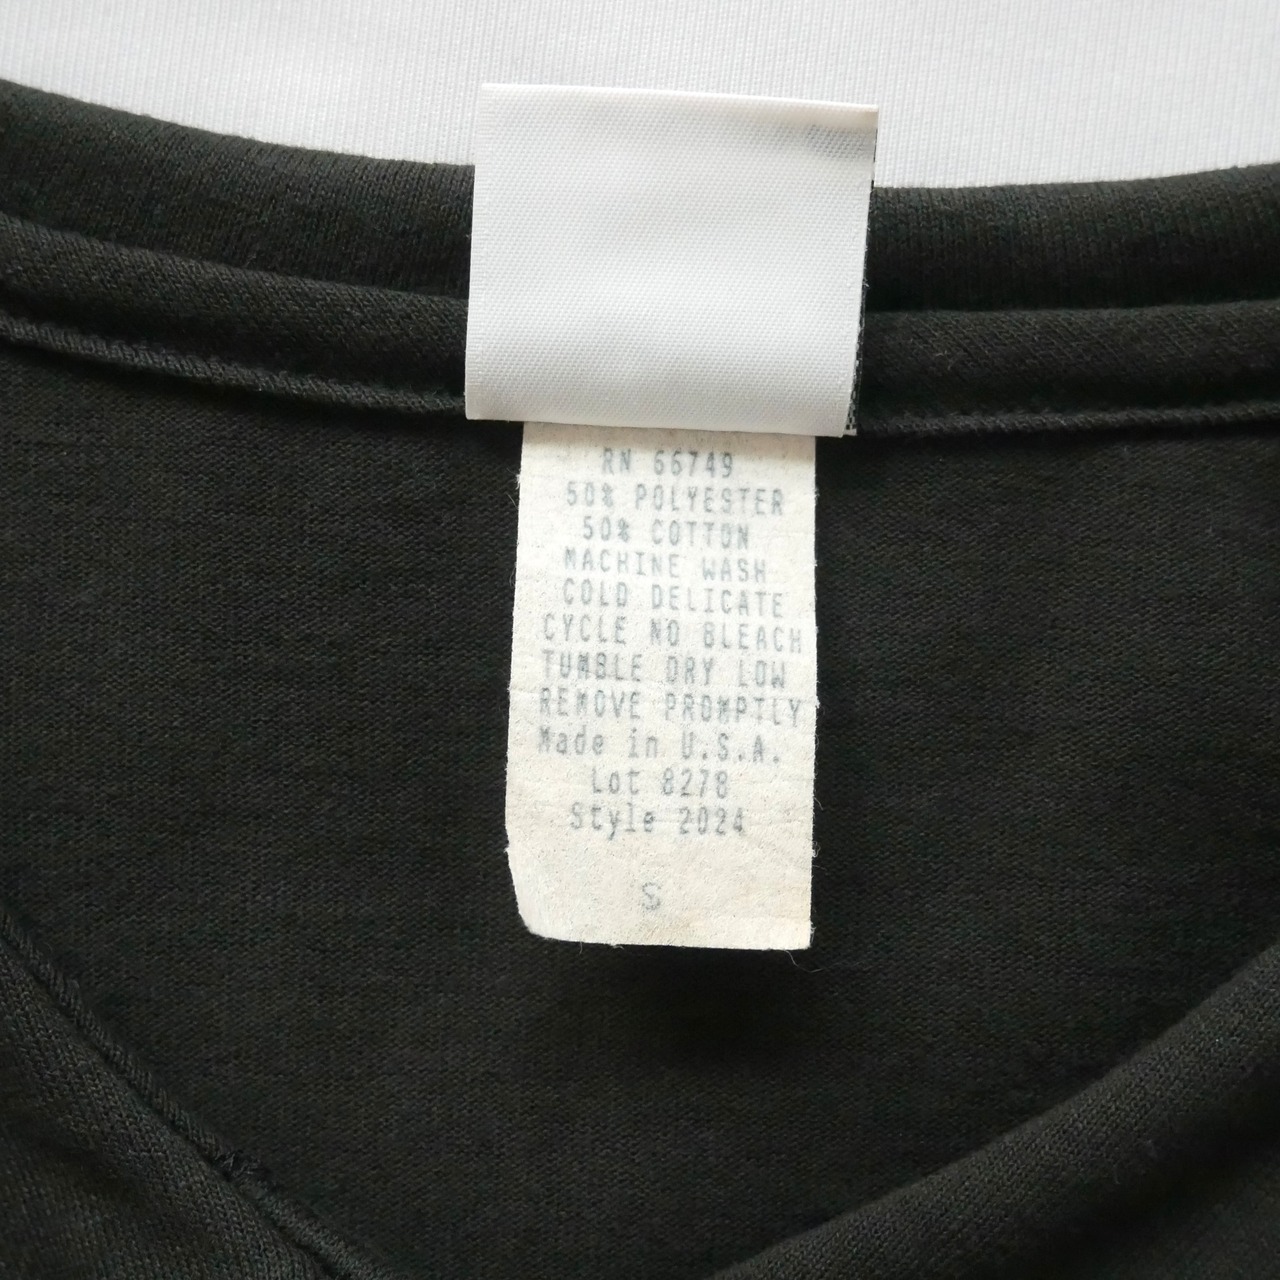 RN 66749
50% POLYESTER
50% COTTON
MACHINE WASH
COLD DELICATE
CYCLE NO BLEACH
TUMBLE DRY LOW
REMOVE PROMPTLY
Made in U.S.A.
Lot 8278
Style 2024
S